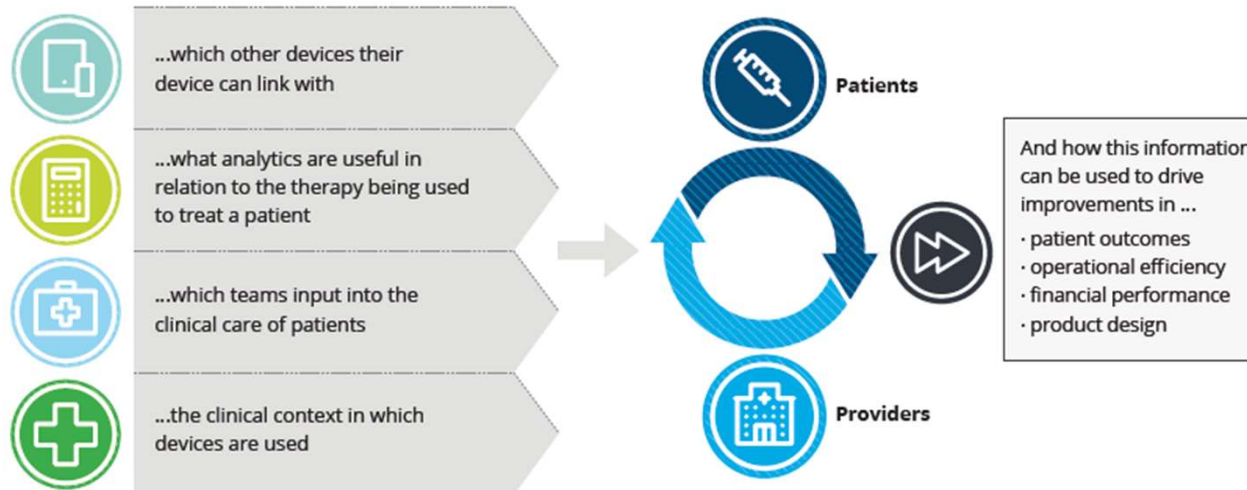 ...which other devices their
device can link with
...what analytics are useful in
relation to the therapy being used
to treat a patient
...which teams input into the
clinical care of patients
...the clinical context in which
devices are used
Patients
Providers
And how this information
can be used to drive
improvements in ...
· patient outcomes
· operational efficiency
· financial performance
· product design